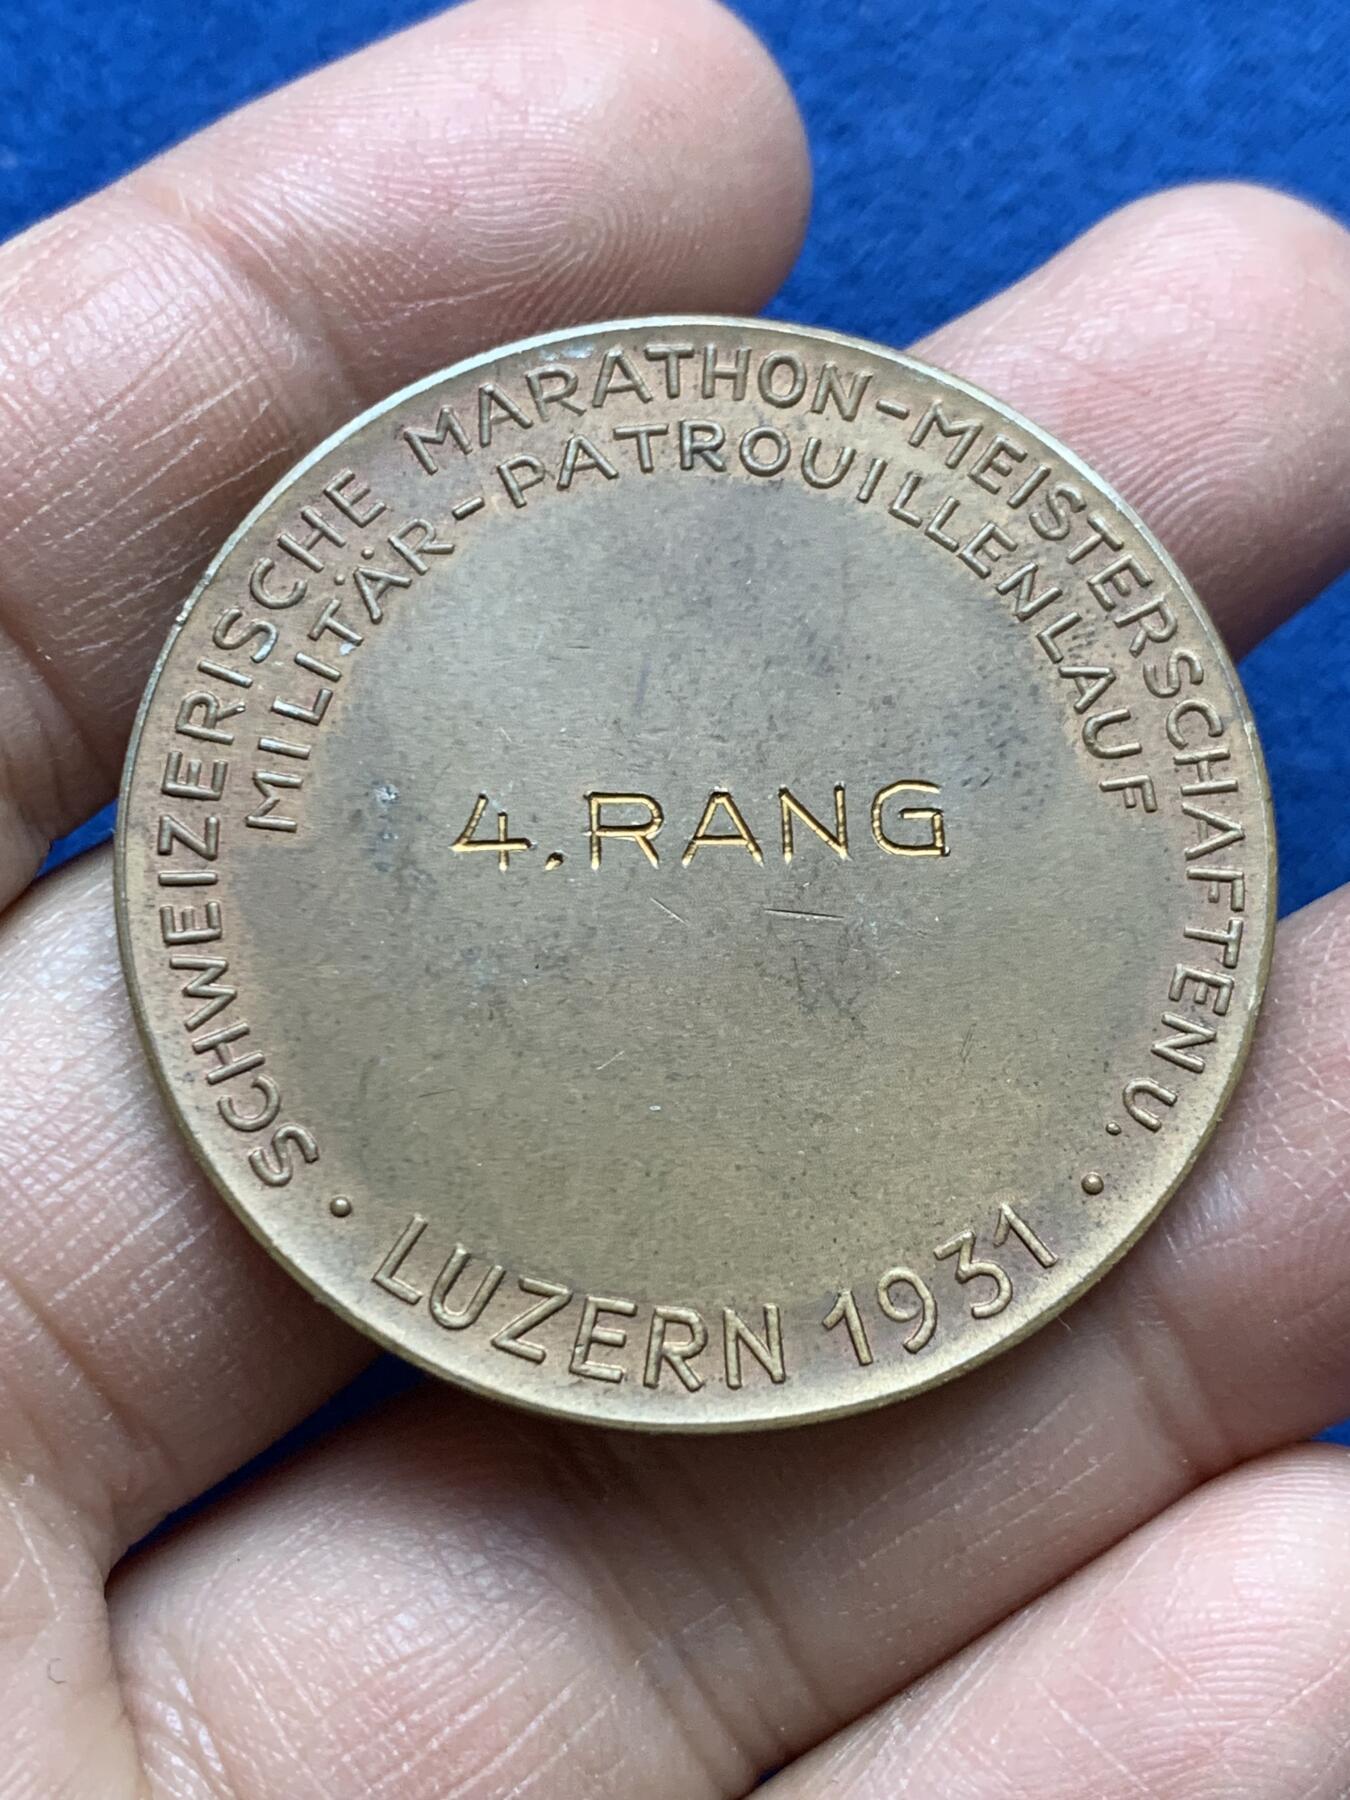 SCHWEIZERISCHE MARATHON-MEISTERSCHAFTEN U.
MILITÄR-PATROUILLENLAUF
4. RANG
· LUZERN 1931 ·